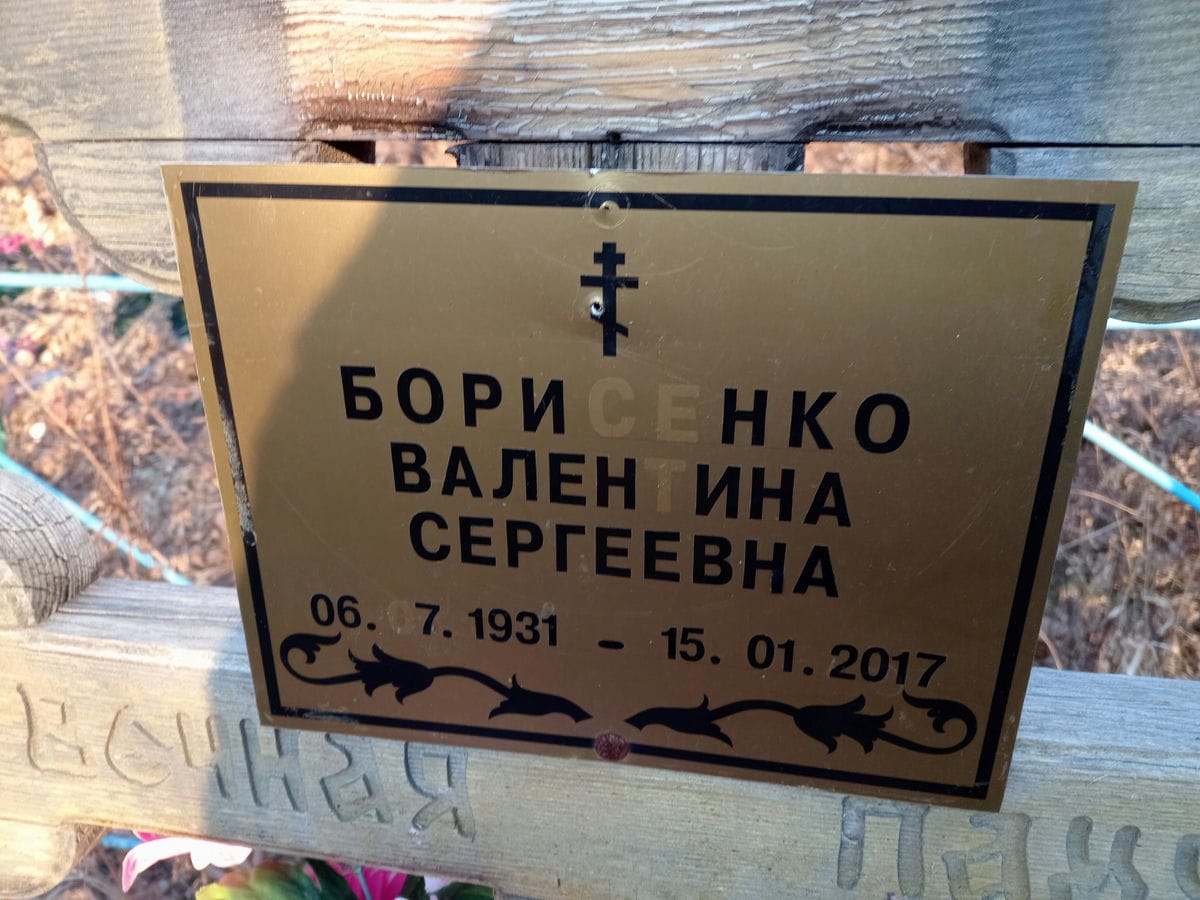 БОРИСЕНКО
ВАЛЕНТИНА
СЕРГЕЕВНА
06. 07. 1931 - 15. 01. 2017
ВЕЧНАЯ